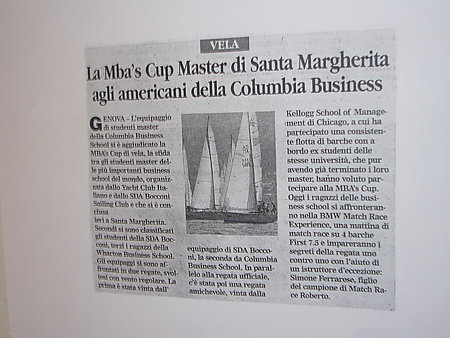 VELA
La Mba's Cup Master di Santa Margherita
agli americani della Columbia Business
GENOVA – L'equipaggio
di studenti master
della Columbia Business
School si è aggiudicato la
MBA's Cup di vela, la sfida
tra gli studenti master del-
le più importanti business
school del mondo, organiz-
zata dallo Yacht Club Ita-
liano e dallo SDA Bocconi
Sailing Club e che si è con-
clusa
ieri a Santa Margherita.
Secondi si sono classificati
gli studenti della SDA Boc-
coni, terzi i ragazzi della
Wharton Business School.
Gli equipaggi si sono af-
frontati in due regate, svol-
tesi con vento regolare. La
prima è stata vinta dall'
equipaggio di SDA Bocco-
ni, la seconda da Columbia
Business School. In paral-
lelo alla regata ufficiale,
c'è stata poi una regata
amichevole, vinta dalla
Kellogg School of Manage-
ment di Chicago, a cui ha
partecipato una consisten-
te flotta di barche con a
bordo ex studenti delle
stesse università, che pur
avendo già terminato i loro
master, hanno voluto par-
tecipare alla MBA's Cup.
Oggi i ragazzi delle busi-
ness school si affronteran-
no nella BMW Match Race
Experience, una mattina di
match race su 4 barche
First 7.5 e impareranno i
segreti della regata uno
contro uno con l'aiuto di
un istruttore d'eccezione:
Simone Ferrarese, figlio
del campione di Match Ra-
ce Roberto.